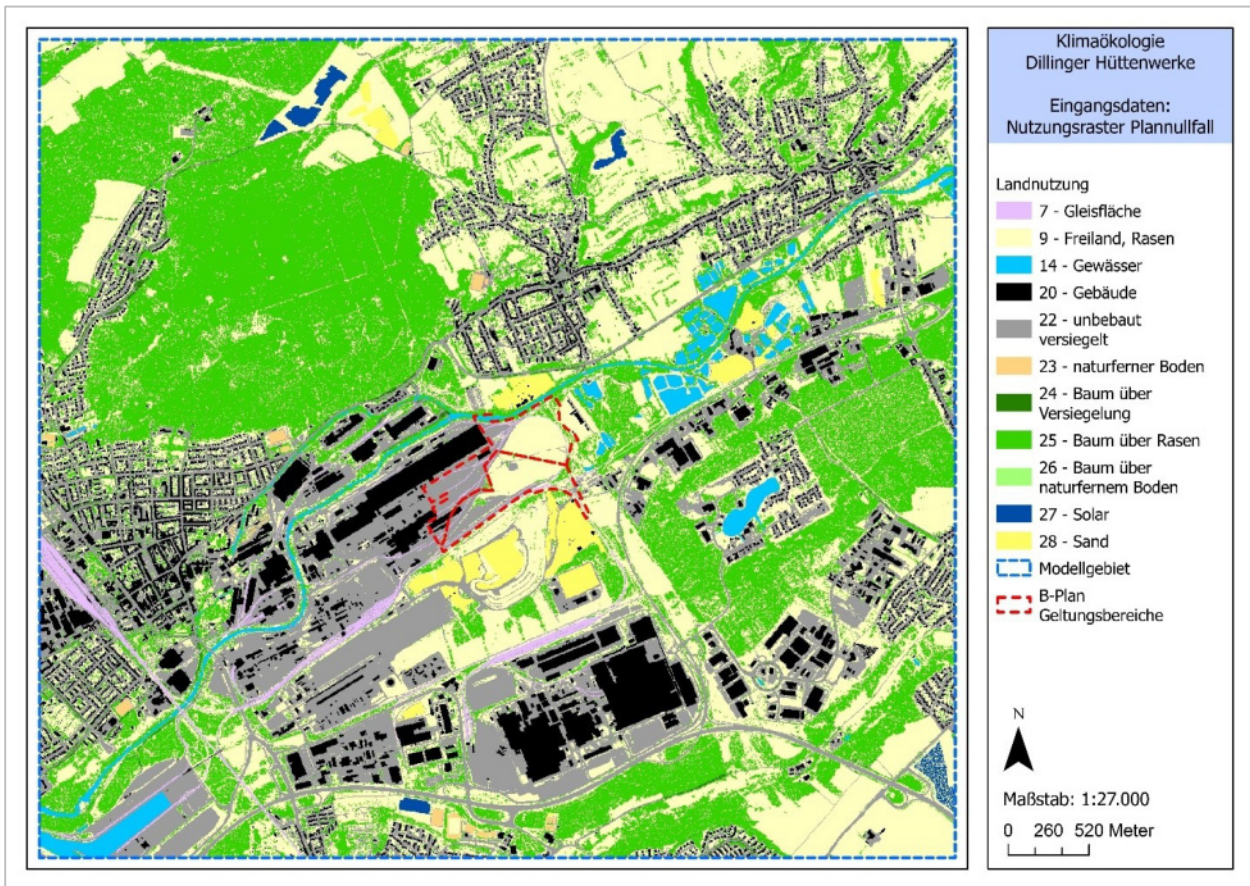 Klimaökologie
Dillinger Hüttenwerke
Eingangsdaten:
Nutzungsraster Plannullfall
Landnutzung
7 - Gleisfläche
9 - Freiland, Rasen
14 - Gewässer
20 - Gebäude
22 - unbebaut
versiegelt
23 - naturferner Boden
24 - Baum über
Versiegelung
25 - Baum über Rasen
26 - Baum über
naturfernem Boden
27 - Solar
28 - Sand
Modellgebiet
B-Plan
Geltungsbereiche
N
Maßstab: 1:27.000
0 260 520 Meter